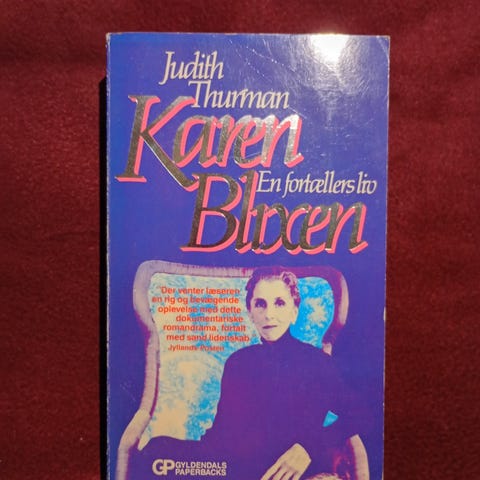 Judith
Thurman
Karen
En fortællers liv
Blixen
Der venter læseren
en rig og bevægende
oplevelse med dette
dokumentariske
romandrama, fortalt
med sand lidenskab
Jyllands-Posten
GP GYLDENDALS
PAPERBACKS